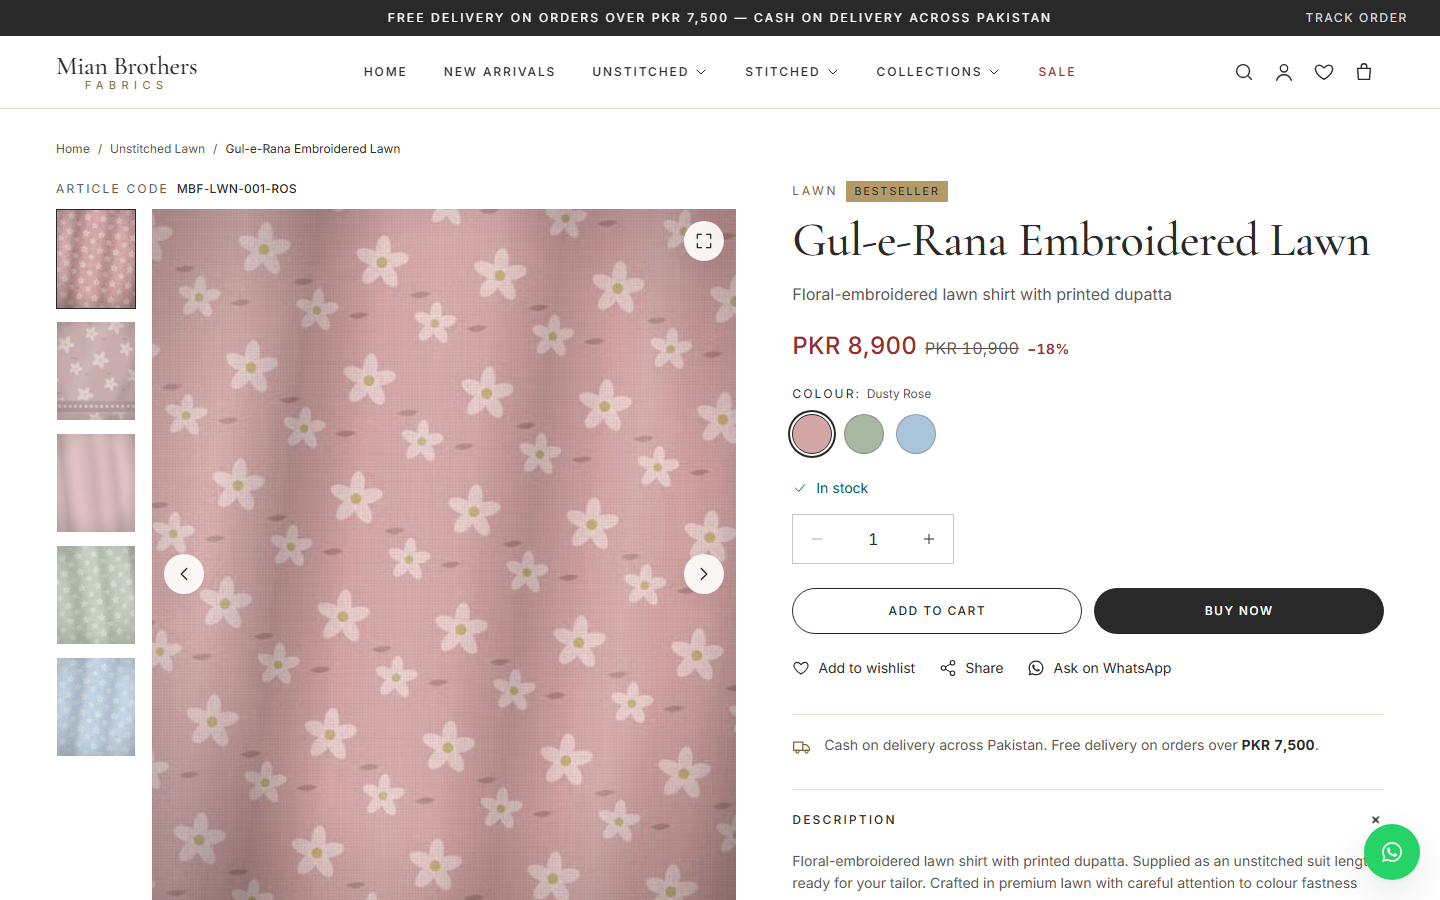 FREE DELIVERY ON ORDERS OVER PKR 7,500 — CASH ON DELIVERY ACROSS PAKISTAN
TRACK ORDER
Mian Brothers
FABRICS
HOME
NEW ARRIVALS
UNSTITCHED
STITCHED
COLLECTIONS
SALE
Home / Unstitched Lawn / Gul-e-Rana Embroidered Lawn
ARTICLE CODE MBF-LWN-001-ROS
LAWN
BESTSELLER
Gul-e-Rana Embroidered Lawn
Floral-embroidered lawn shirt with printed dupatta
PKR 8,900 PKR 10,900 −18%
COLOUR: Dusty Rose
In stock
− 1 +
ADD TO CART
BUY NOW
Add to wishlist
Share
Ask on WhatsApp
Cash on delivery across Pakistan. Free delivery on orders over PKR 7,500.
DESCRIPTION
Floral-embroidered lawn shirt with printed dupatta. Supplied as an unstitched suit
ready for your tailor. Crafted in premium lawn with careful attention to colour fastness